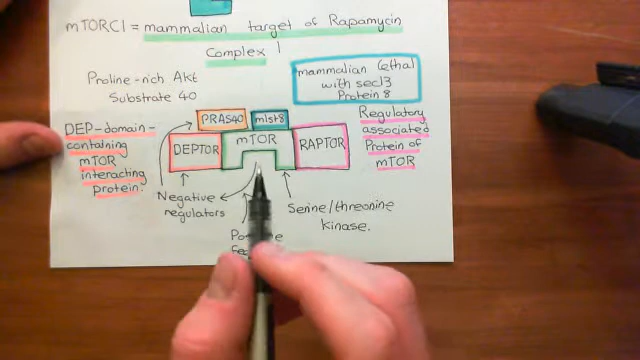 mTORC1 = mammalian target of Rapamycin
Complex 1
Proline-rich Akt
Substrate 40
mammalian lethal
with sec13
Protein 8
DEP-domain-
containing
mTOR
interacting
protein.
PRAS40
mlst8
DEPTOR
mTOR
RAPTOR
Regulatory
associated
Protein of
mTOR
Negative
regulators
Serine/threonine
kinase.